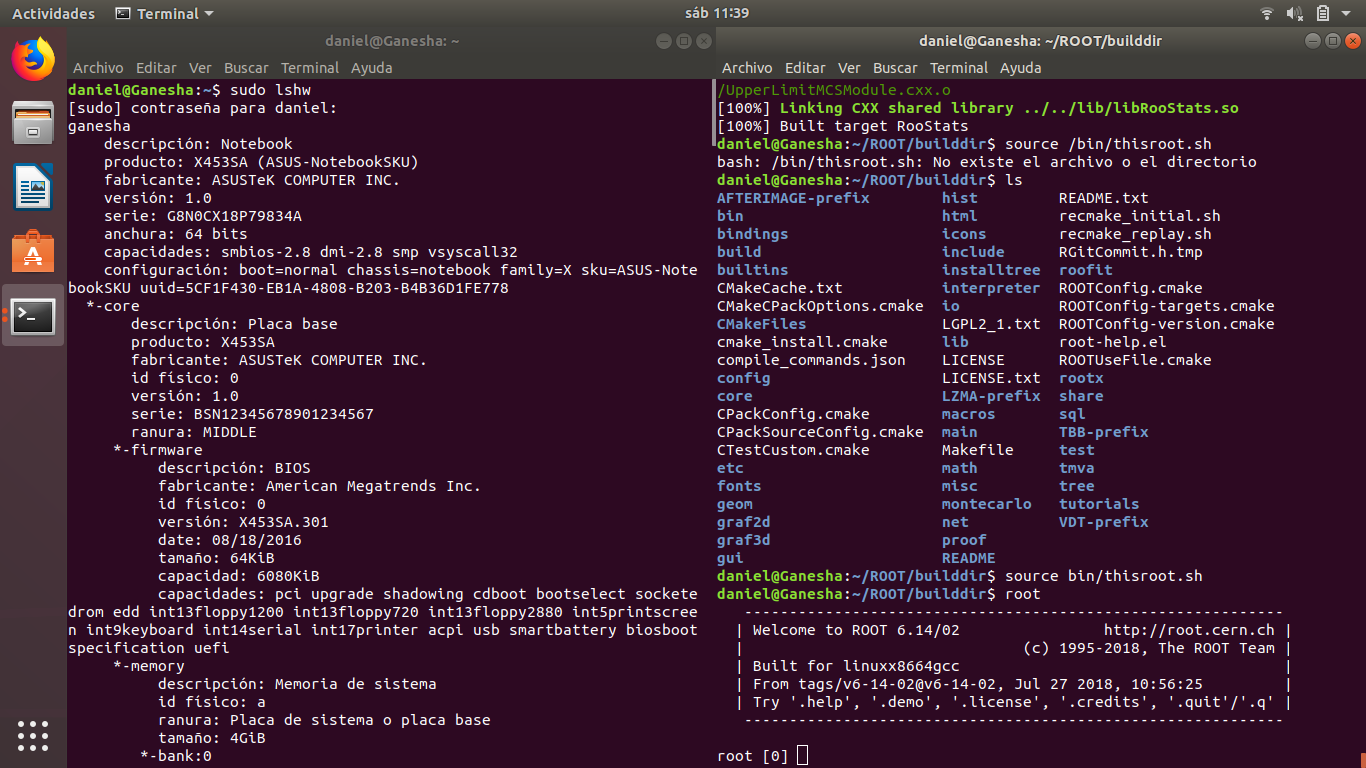 Actividades Terminal sáb 11:39
daniel@Ganesha: ~
Archivo Editar Ver Buscar Terminal Ayuda
daniel@Ganesha:~$ sudo lshw
[sudo] contraseña para daniel:
ganesha
descripción: Notebook
producto: X453SA (ASUS-NotebookSKU)
fabricante: ASUSTeK COMPUTER INC.
versión: 1.0
serie: G8N0CX18P79834A
anchura: 64 bits
capacidades: smbios-2.8 dmi-2.8 smp vsyscall32
configuración: boot=normal chassis=notebook family=X sku=ASUS-Note
bookSKU uuid=5CF1F430-EB1A-4808-B203-B4B36D1FE778
*-core
descripción: Placa base
producto: X453SA
fabricante: ASUSTeK COMPUTER INC.
id físico: 0
versión: 1.0
serie: BSN12345678901234567
ranura: MIDDLE
*-firmware
descripción: BIOS
fabricante: American Megatrends Inc.
id físico: 0
versión: X453SA.301
date: 08/18/2016
tamaño: 64KiB
capacidad: 6080KiB
capacidades: pci upgrade shadowing cdboot bootselect sockete
drom edd int13floppy1200 int13floppy720 int13floppy2880 int5printscree
n int9keyboard int14serial int17printer acpi usb smartbattery biosboot
specification uefi
*-memory
descripción: Memoria de sistema
id físico: a
ranura: Placa de sistema o placa base
tamaño: 4GiB
*-bank:0
daniel@Ganesha: ~/ROOT/builddir
Archivo Editar Ver Buscar Terminal Ayuda
/UpperLimitMCSModule.cxx.o
[100%] Linking CXX shared library ../../lib/libRooStats.so
[100%] Built target RooStats
daniel@Ganesha:~/ROOT/builddir$ source /bin/thisroot.sh
bash: /bin/thisroot.sh: No existe el archivo o el directorio
daniel@Ganesha:~/ROOT/builddir$ ls
AFTERIMAGE-prefix hist README.txt
bin html recmake_initial.sh
bindings icons recmake_replay.sh
build include RGitCommit.h.tmp
builtins installtree roofit
CMakeCache.txt interpreter ROOTConfig.cmake
CMakeCPackOptions.cmake io ROOTConfig-targets.cmake
CMakeFiles LGPL2_1.txt ROOTConfig-version.cmake
cmake_install.cmake lib root-help.el
compile_commands.json LICENSE ROOTUseFile.cmake
config LICENSE.txt rootx
core LZMA-prefix share
CPackConfig.cmake macros sql
CPackSourceConfig.cmake main TBB-prefix
CTestCustom.cmake Makefile test
etc math tmva
fonts misc tree
geom montecarlo tutorials
graf2d net VDT-prefix
graf3d proof
gui README
daniel@Ganesha:~/ROOT/builddir$ source bin/thisroot.sh
daniel@Ganesha:~/ROOT/builddir$ root
------------------------------------------------------------
| Welcome to ROOT 6.14/02 http://root.cern.ch |
| (c) 1995-2018, The ROOT Team |
| Built for linuxx8664gcc |
| From tags/v6-14-02@v6-14-02, Jul 27 2018, 10:56:25 |
| Try '.help', '.demo', '.license', '.credits', '.quit'/'.q' |
------------------------------------------------------------
root [0]